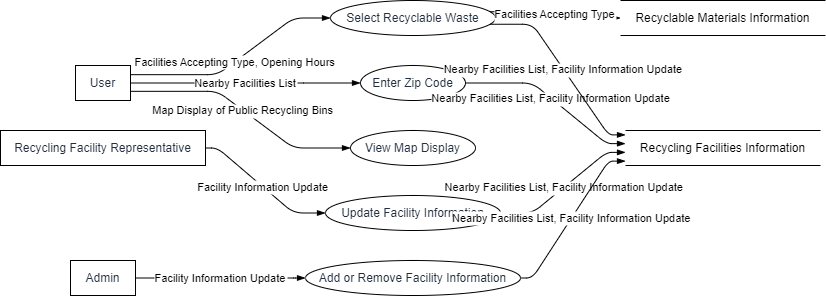 Select Recyclable Waste
Facilities Accepting Type
Recyclable Materials Information
Facilities Accepting Type, Opening Hours
Nearby Facilities List, Facility Information Update
User
Nearby Facilities List
Enter Zip Code
Nearby Facilities List, Facility Information Update
Map Display of Public Recycling Bins
Recycling Facility Representative
View Map Display
Recycling Facilities Information
Facility Information Update
Nearby Facilities List, Facility Information Update
Update Facility Information
Nearby Facilities List, Facility Information Update
Admin
Facility Information Update
Add or Remove Facility Information